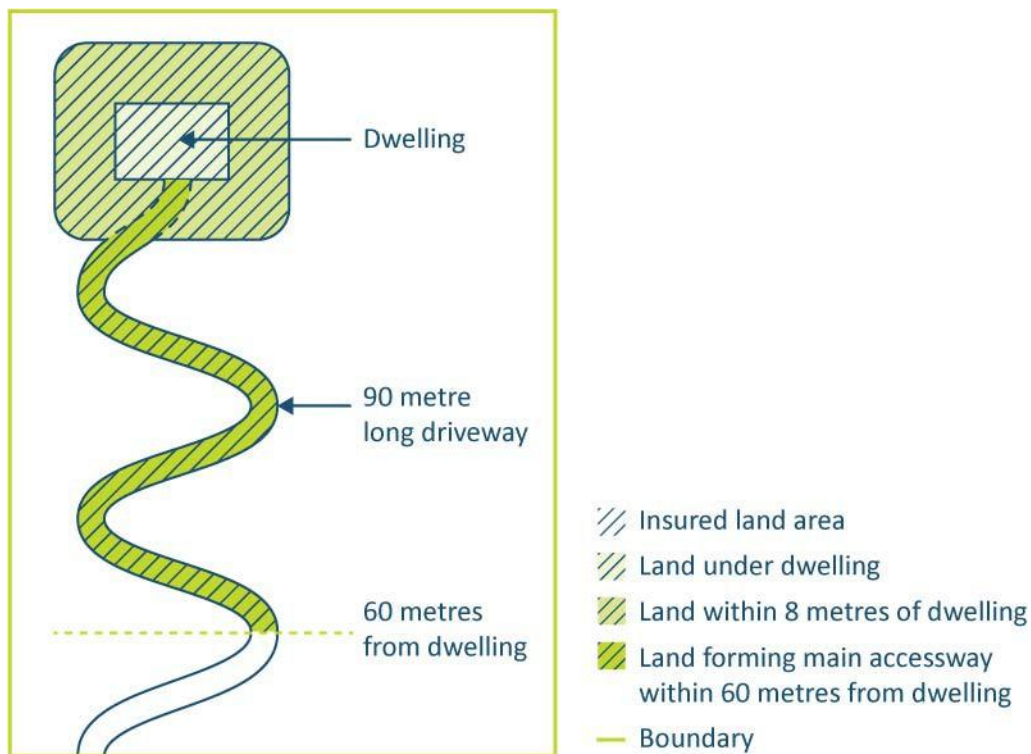 Dwelling
90 metre
long driveway
60 metres
from dwelling
Insured land area
Land under dwelling
Land within 8 metres of dwelling
Land forming main accessway
within 60 metres from dwelling
Boundary